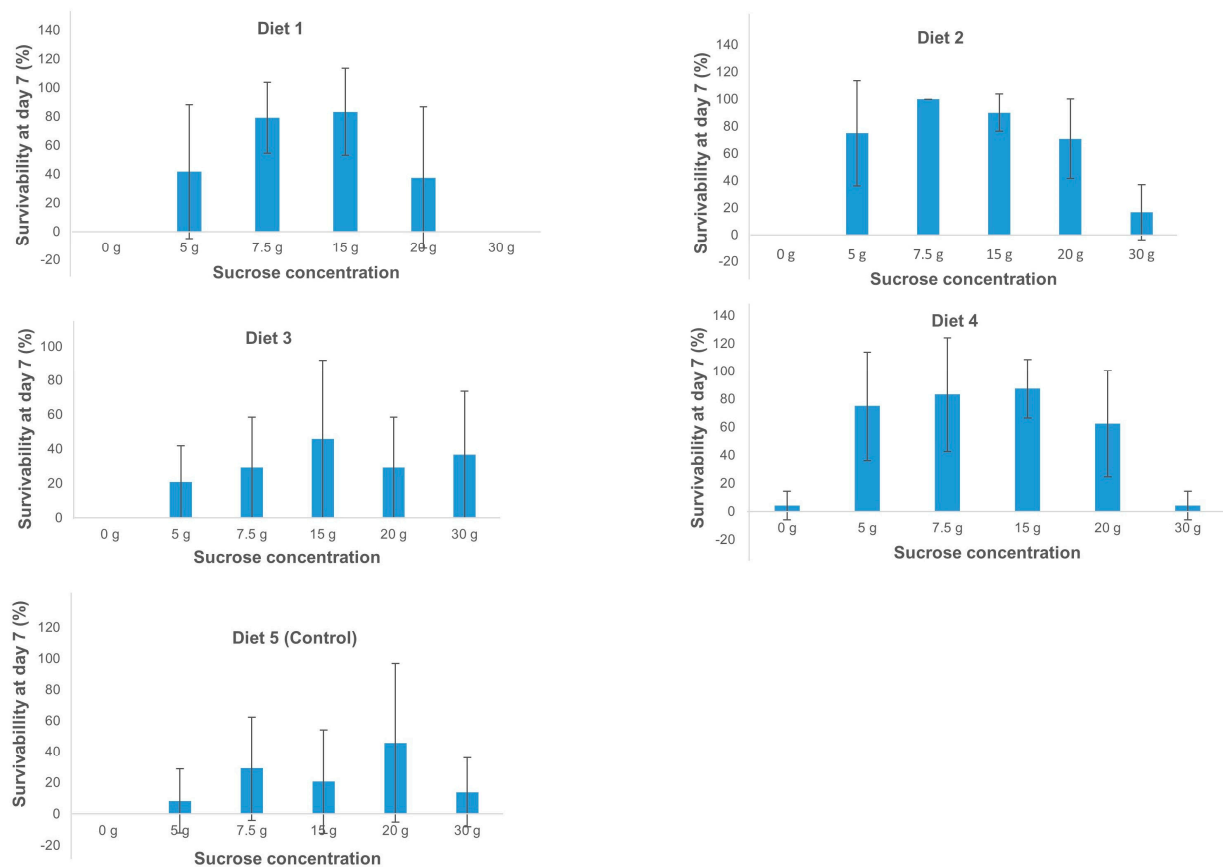 Diet 1
Survivability at day 7 (%)
140
120
100
80
60
40
20
0
-20
0 g 5 g 7.5 g 15 g 20 g 30 g
Sucrose concentration
Diet 2
Survivability at day 7 (%)
140
120
100
80
60
40
20
0
-20
0 g 5 g 7.5 g 15 g 20 g 30 g
Sucrose concentration
Diet 3
Survivability at day 7 (%)
100
80
60
40
20
0
0 g 5 g 7.5 g 15 g 20 g 30 g
Sucrose concentration
Diet 4
Survivability at day 7 (%)
140
120
100
80
60
40
20
0
-20
0 g 5 g 7.5 g 15 g 20 g 30 g
Sucrose concentration
Diet 5 (Control)
Survivabillity at day 7 (%)
120
100
80
60
40
20
0
-20
0 g 5 g 7.5 g 15 g 20 g 30 g
Sucrose concentration